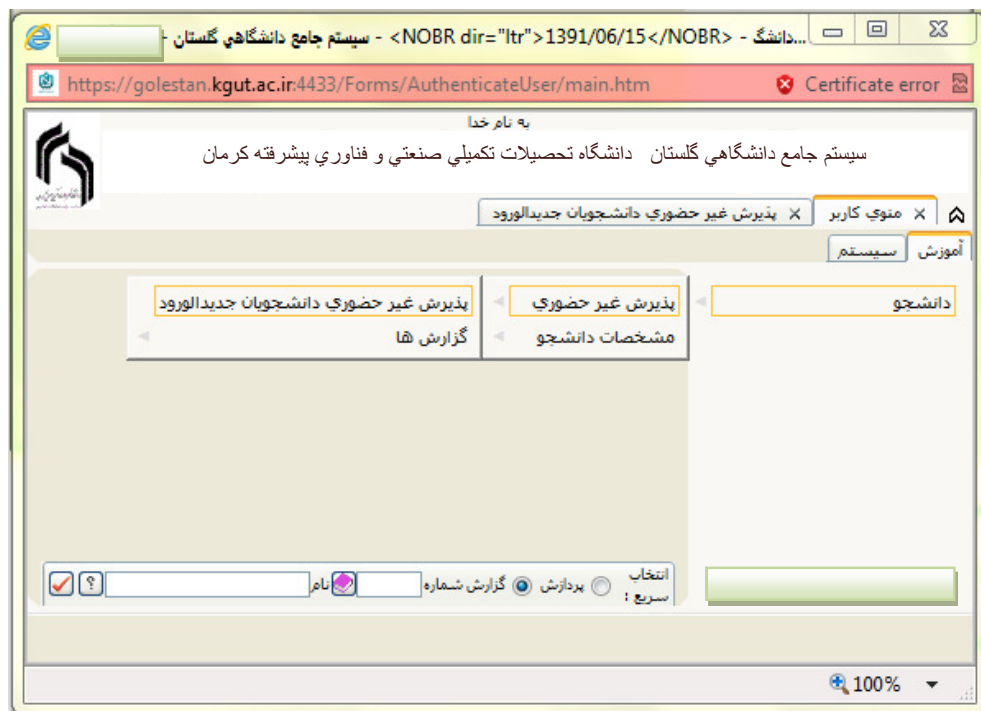 ...دانشگ - <NOBR dir="ltr">1391/06/15</NOBR> - سيستم جامع دانشگاهي گلستان -
https://golestan.kgut.ac.ir:4433/Forms/AuthenticateUser/main.htm Certificate error
به نام خدا
سيستم جامع دانشگاهي گلستان دانشگاه تحصيلات تكميلي صنعتي و فناوري پيشرفته كرمان
منوي كاربر X پذيرش غير حضوري دانشجويان جديدالورود X
آموزش سيستم
دانشجو پذيرش غير حضوري پذيرش غير حضوري دانشجويان جديدالورود
مشخصات دانشجو گزارش ها
انتخاب سريع : پردازش گزارش شماره نام ؟
100%